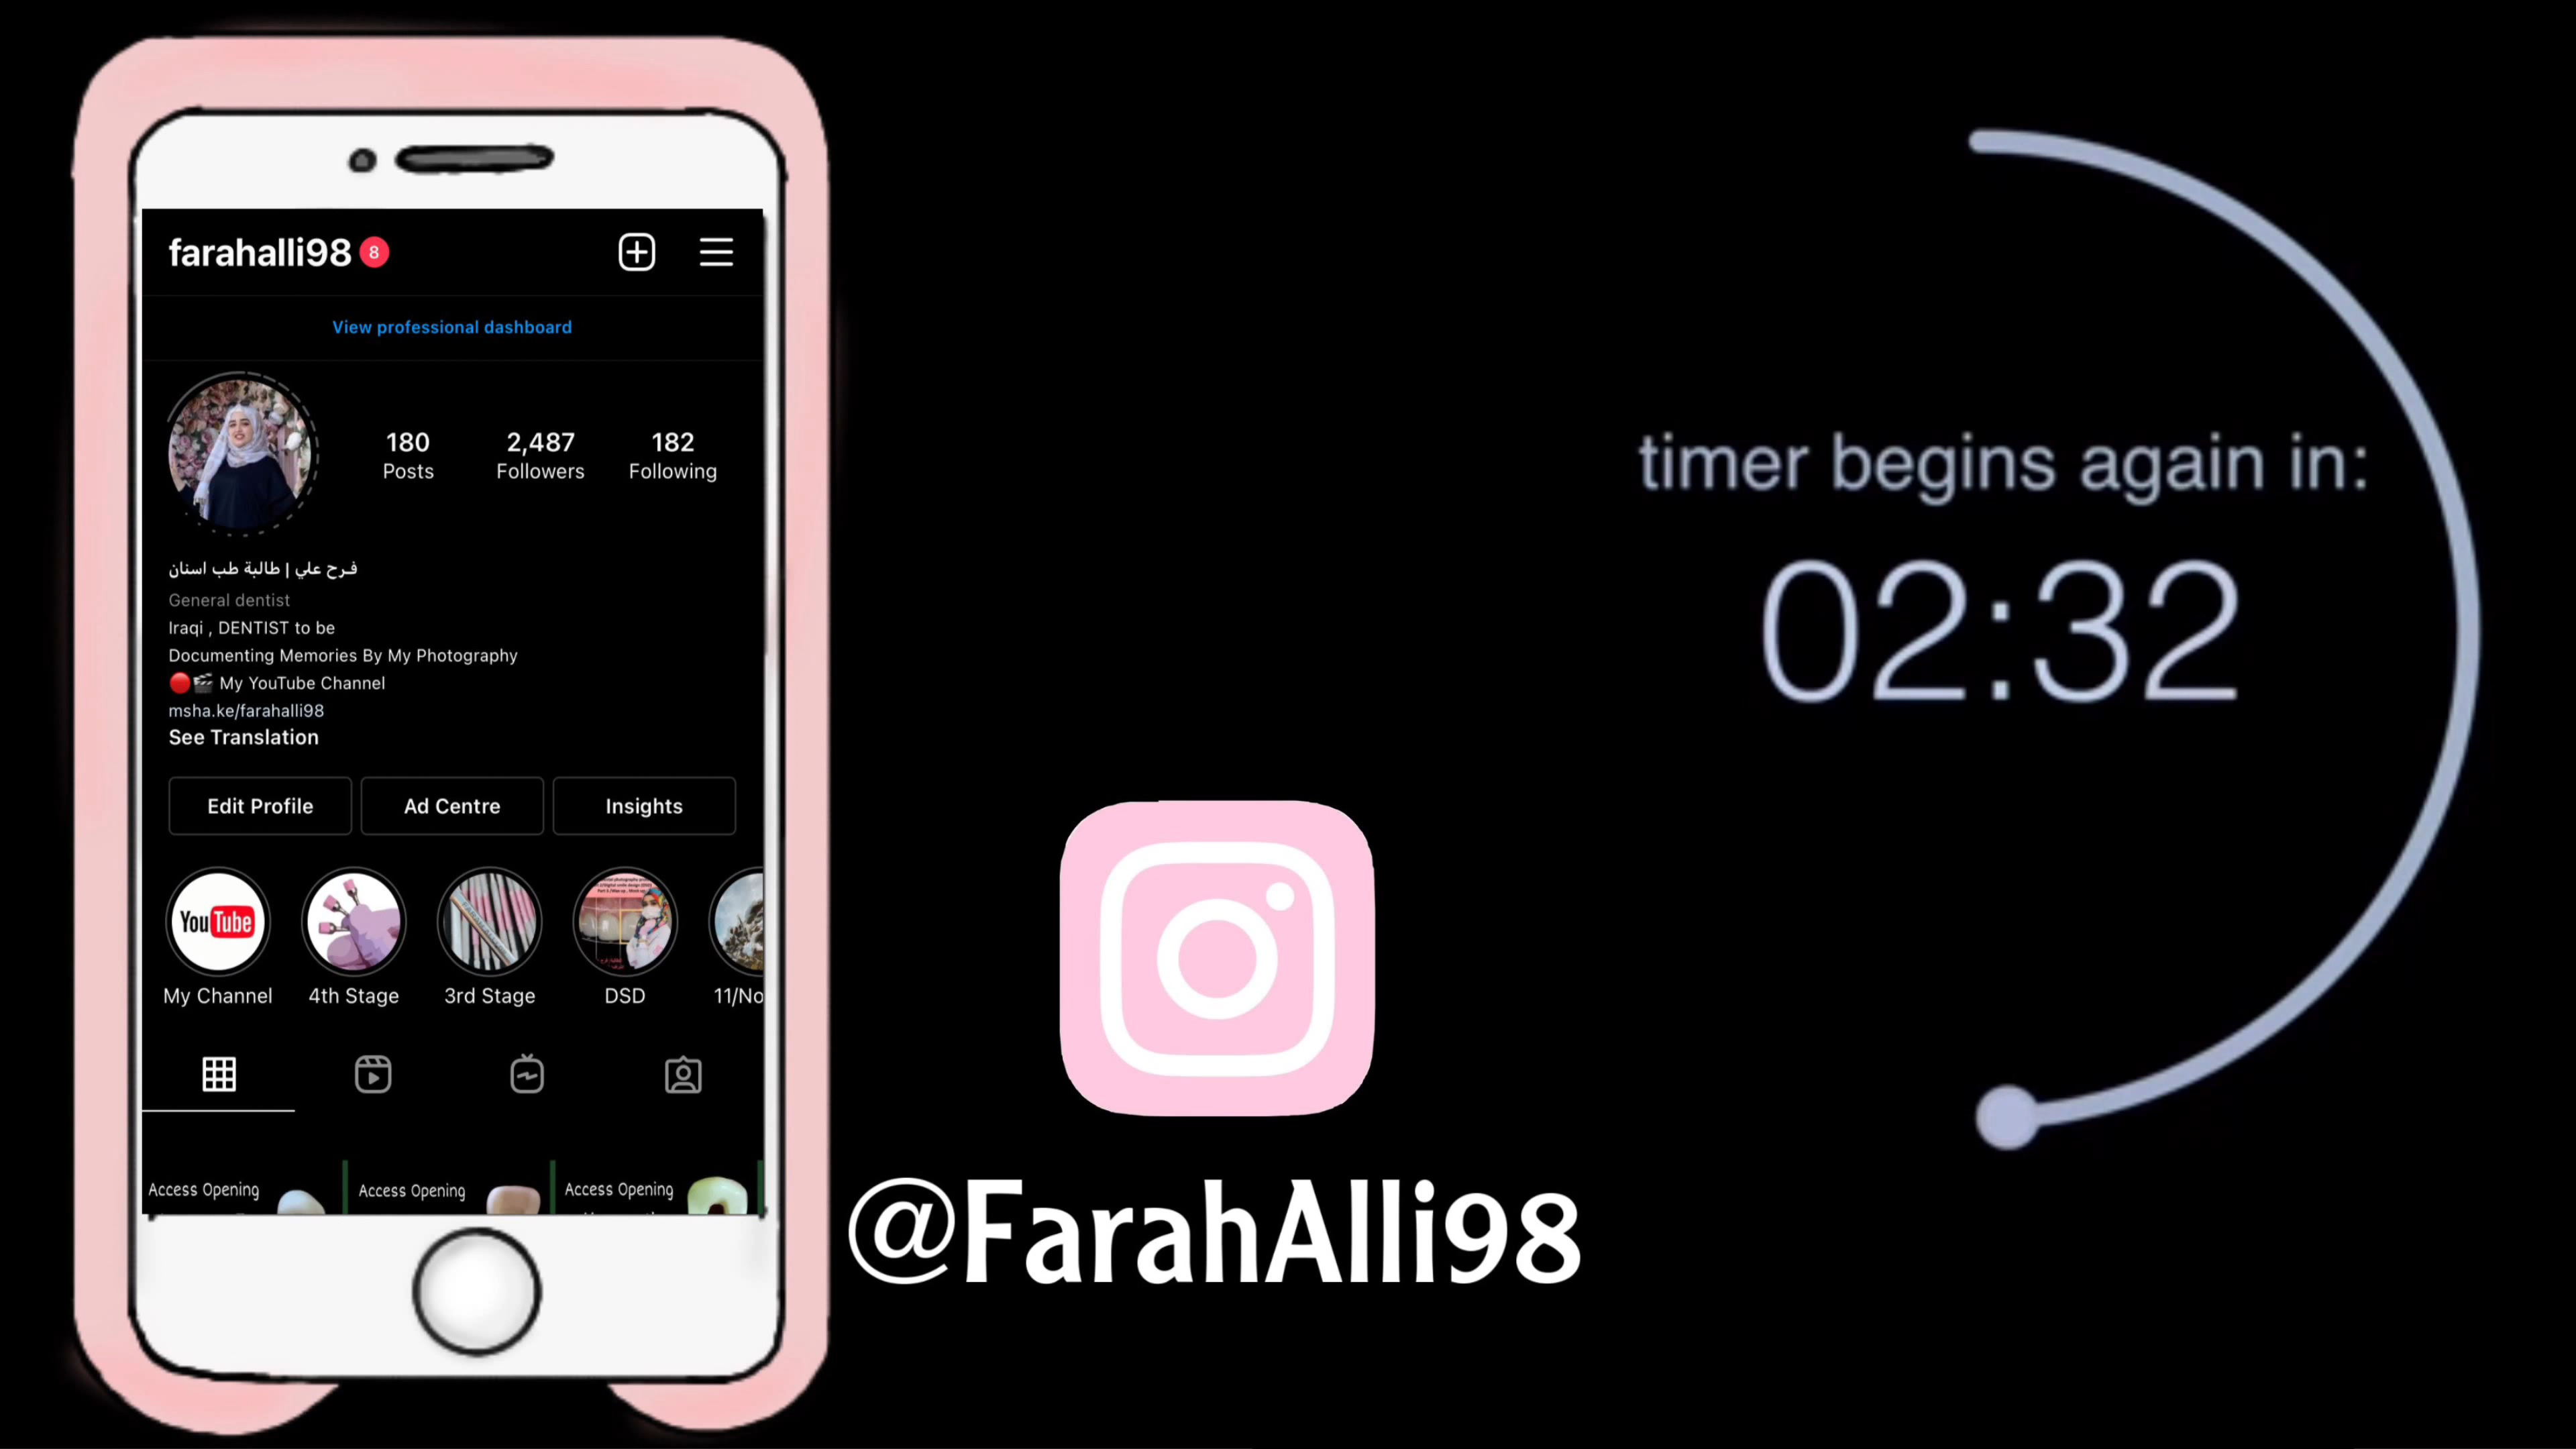 farahalli98 8
View professional dashboard
180 2,487 182
Posts Followers Following
فرح علي | طالبة طب اسنان
General dentist
Iraqi , DENTIST to be
Documenting Memories By My Photography
My YouTube Channel
msha.ke/farahalli98
See Translation
Edit Profile Ad Centre Insights
YouTube
My Channel 4th Stage 3rd Stage DSD 11/No
Access Opening Access Opening Access Opening
@FarahAlli98
timer begins again in:
02:32